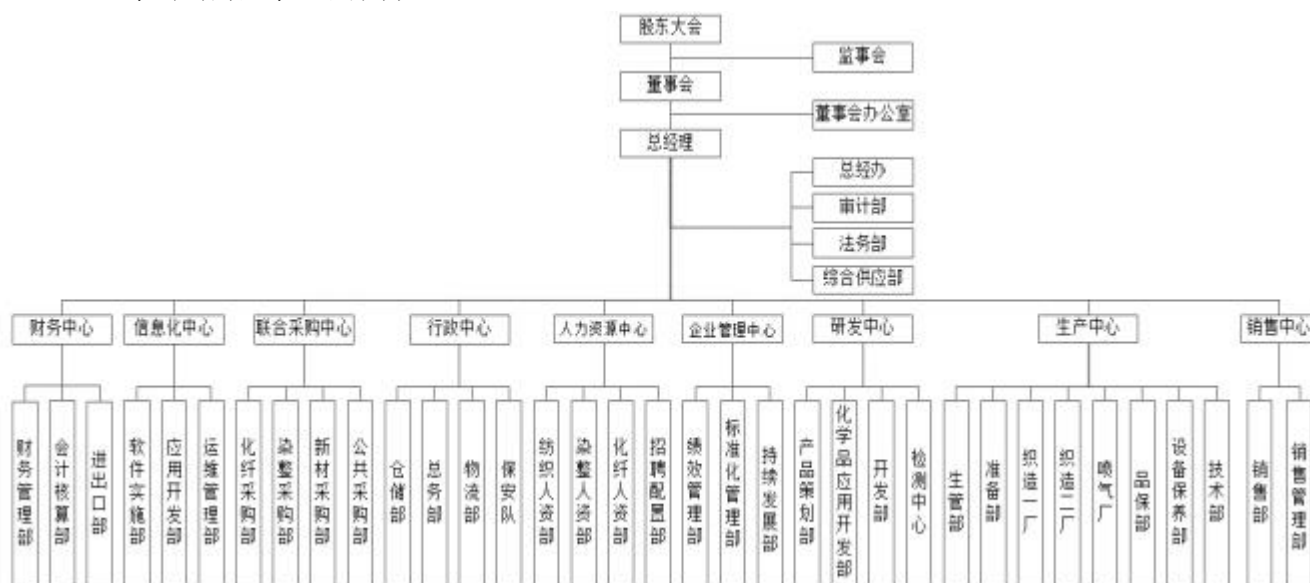 股东大会
监事会
董事会
董事会办公室
总经理
总经办
审计部
法务部
综合供应部
财务中心
信息化中心
联合采购中心
行政中心
人力资源中心
企业管理中心
研发中心
生产中心
销售中心
财务管理部
会计核算部
进出口部
软件实施部
应用开发部
运维管理部
化纤采购部
染整采购部
新材采购部
公共采购部
仓储部
总务部
物流部
保安队
纺织人资部
染整人资部
化纤人资部
招聘配置部
绩效管理部
标准化管理部
持续发展部
产品策划部
化学品应用开发部
开发部
检测中心
生管部
准备部
织造一厂
织造二厂
喷气厂
品保部
设备保养部
技术部
销售部
销售管理部